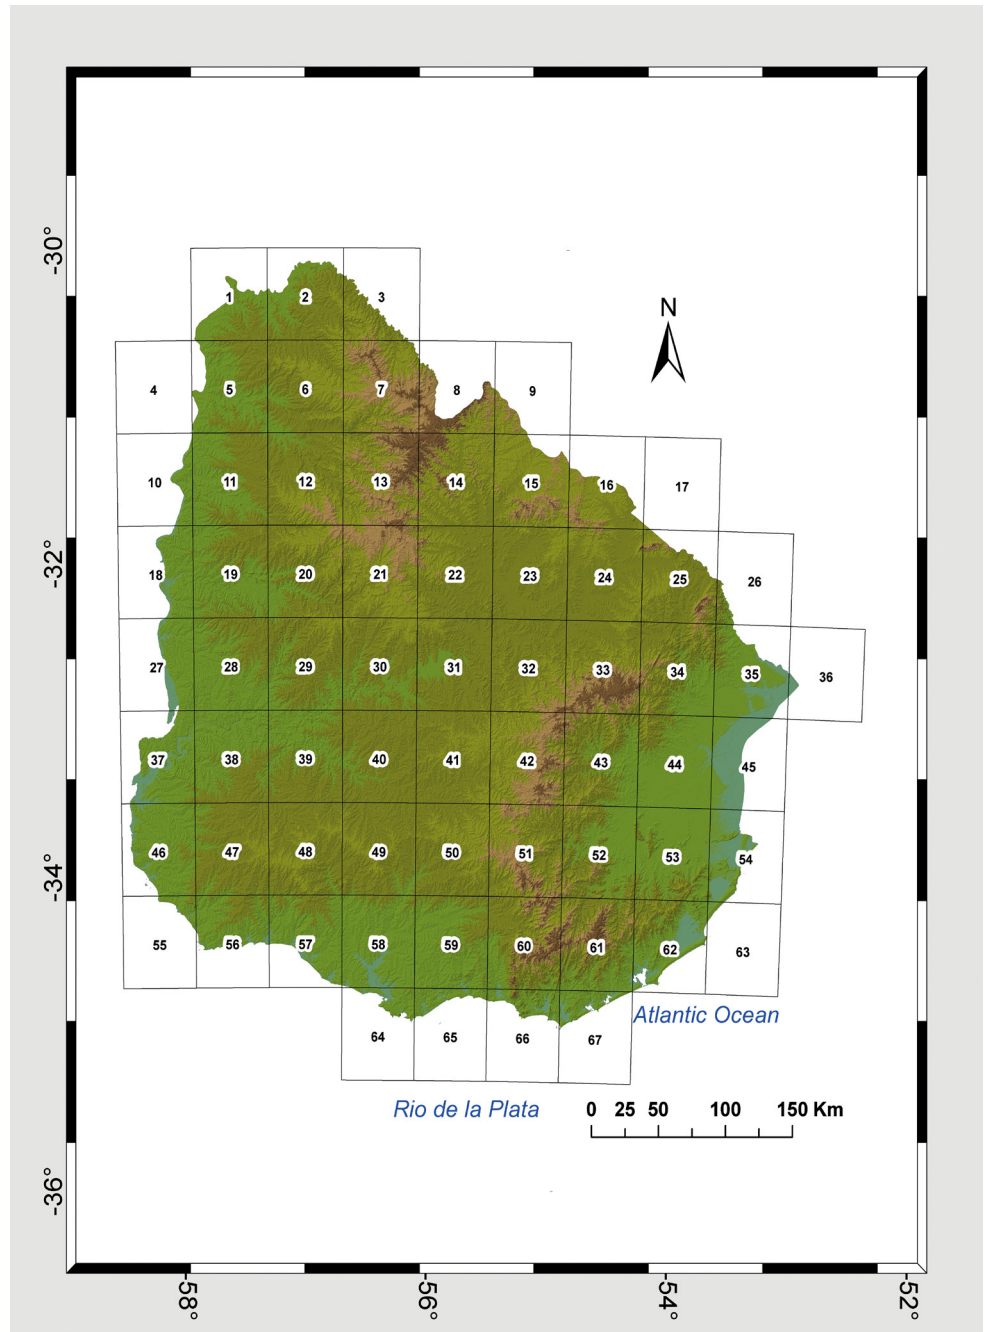 -30°
1 2 3
N
4 5 6 7 8 9
10 11 12 13 14 15 16 17
-32°
18 19 20 21 22 23 24 25 26
27 28 29 30 31 32 33 34 35 36
37 38 39 40 41 42 43 44 45
-34°
46 47 48 49 50 51 52 53 54
55 56 57 58 59 60 61 62 63
Atlantic Ocean
64 65 66 67
Rio de la Plata
0 25 50 100 150 Km
-36°
-58° -56° -54° -52°